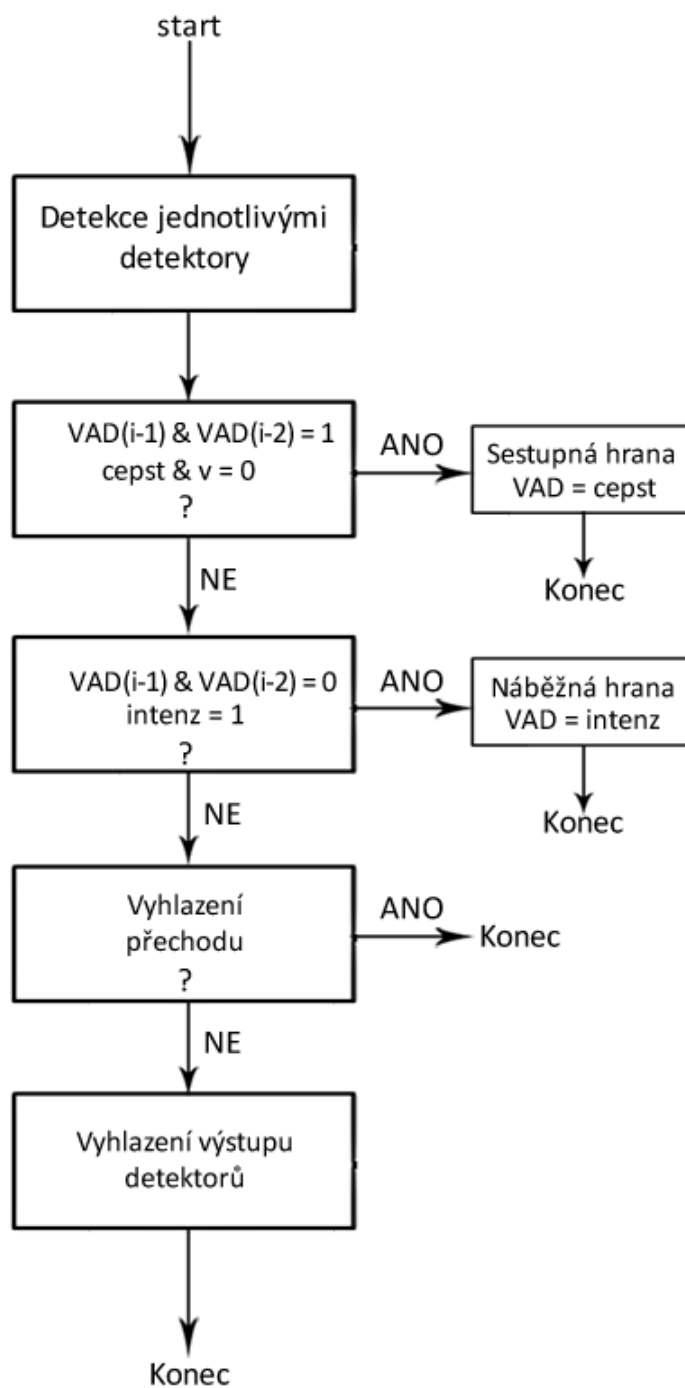 start
Detekce jednotlivými
detektory
VAD(i-1) & VAD(i-2) = 1
cepst & v = 0
?
ANO
Sestupná hrana
VAD = cepst
Konec
NE
VAD(i-1) & VAD(i-2) = 0
intenz = 1
?
ANO
Náběžná hrana
VAD = intenz
Konec
NE
Vyhlazení
přechodu
?
ANO
Konec
NE
Vyhlazení výstupu
detektorů
Konec